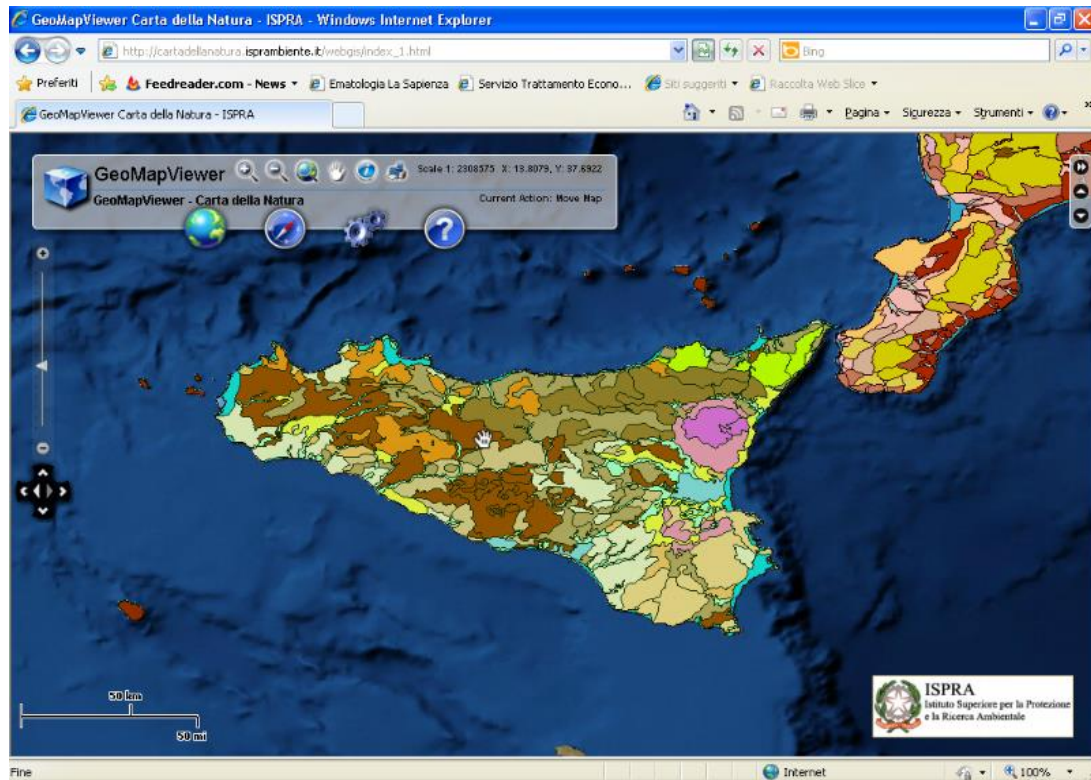 GeoMapViewer Carta della Natura - ISPRA - Windows Internet Explorer
http://cartadellanatura.isprambiente.it/webgis/index_1.html
Bing
Preferiti
Feedreader.com - News
Ematologia La Sapienza
Servizio Trattamento Econo...
Siti suggeriti
Raccolta Web Slice
GeoMapViewer Carta della Natura - ISPRA
Pagina
Sicurezza
Strumenti
GeoMapViewer
Scale 1: 2308575 X: 13.8079, Y: 37.6922
GeoMapViewer - Carta della Natura
Current Action: Move Map
50 km
50 mi
ISPRA
Istituto Superiore per la Protezione
e la Ricerca Ambientale
Fine
Internet
100%